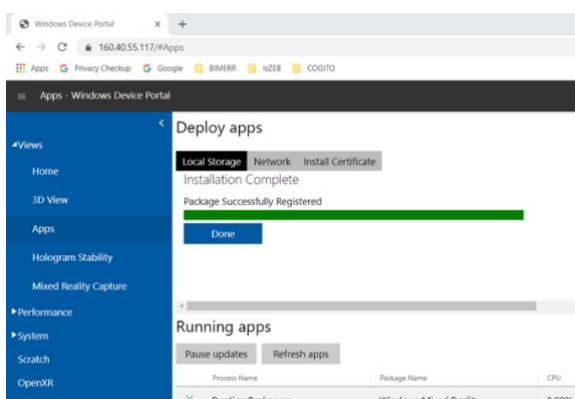 Windows Device Portal
160.40.55.117/#Apps
Apps Privacy Checkup Google BIMERR isZEB COGITO
Apps - Windows Device Portal
Views
Home
3D View
Apps
Hologram Stability
Mixed Reality Capture
Performance
System
Scratch
OpenXR
Deploy apps
Local Storage Network Install Certificate
Installation Complete
Package Successfully Registered
Done
Running apps
Pause updates Refresh apps
Process Name Package Name CPU